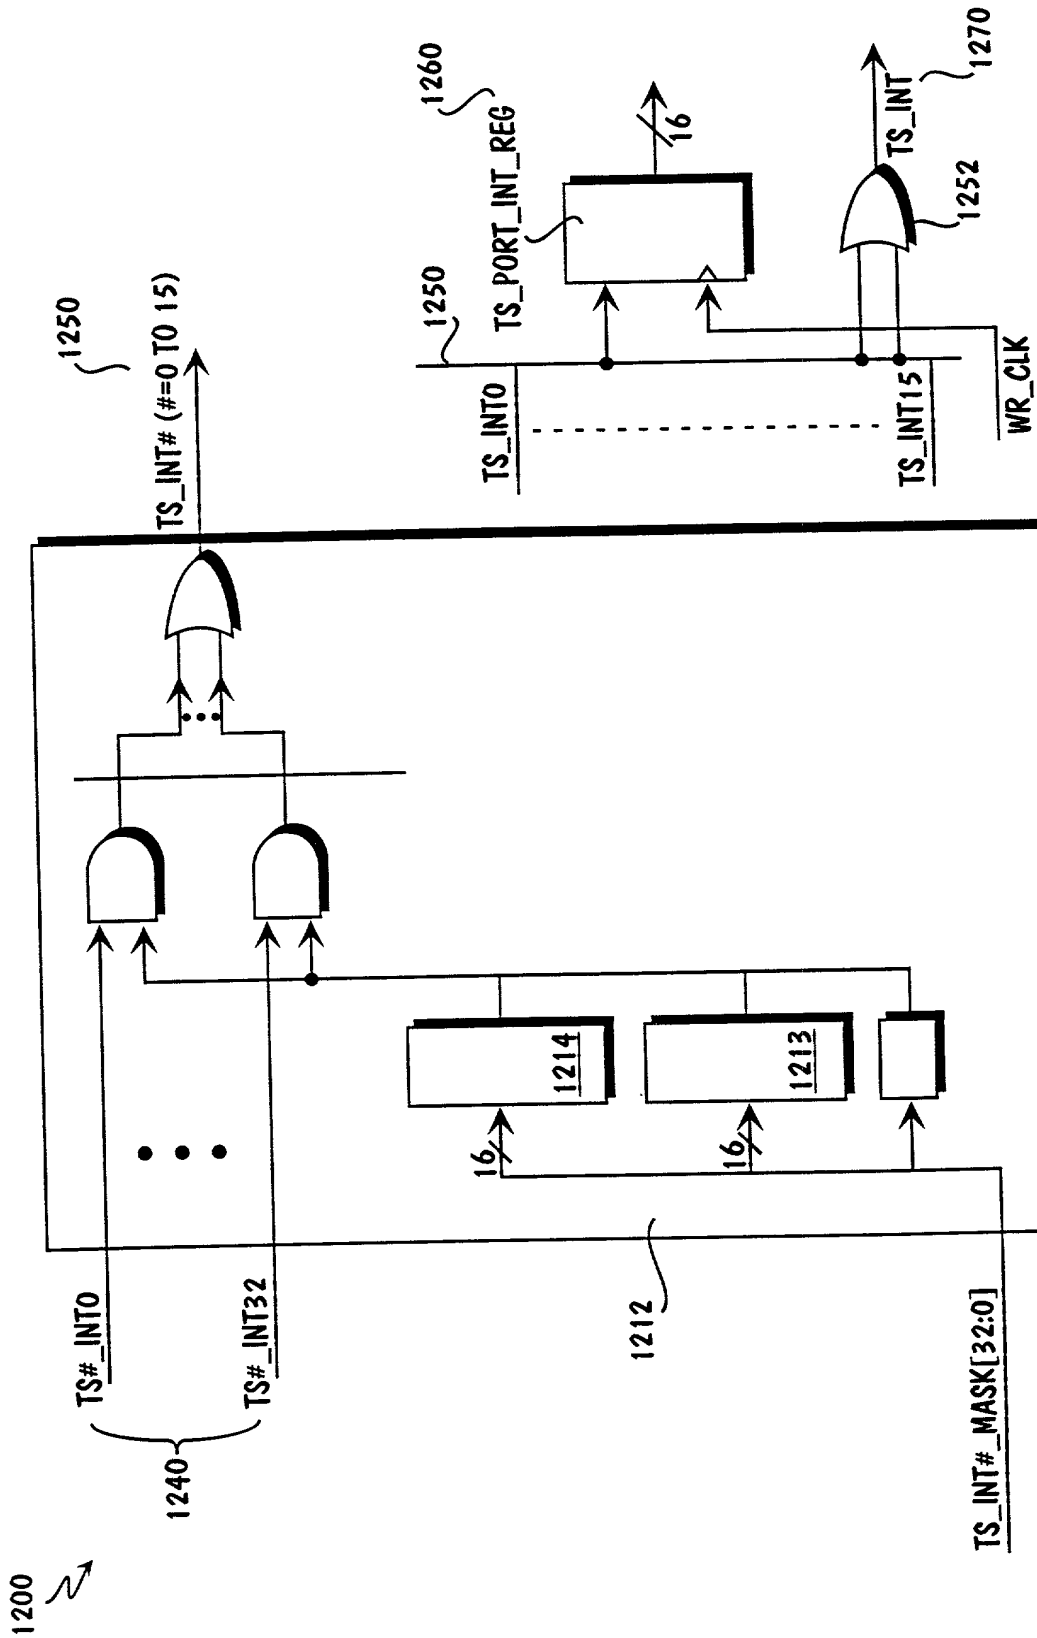 1200
1240
TS#_INT0
TS#_INT32
TS_INT#_MASK[32:0]
1212
16
16
1214
1213
TS_INT# (#=0 TO 15)
1250
TS_INT0
TS_INT15
WR_CLK
1250
TS_PORT_INT_REG
1260
16
1252
TS_INT
1270